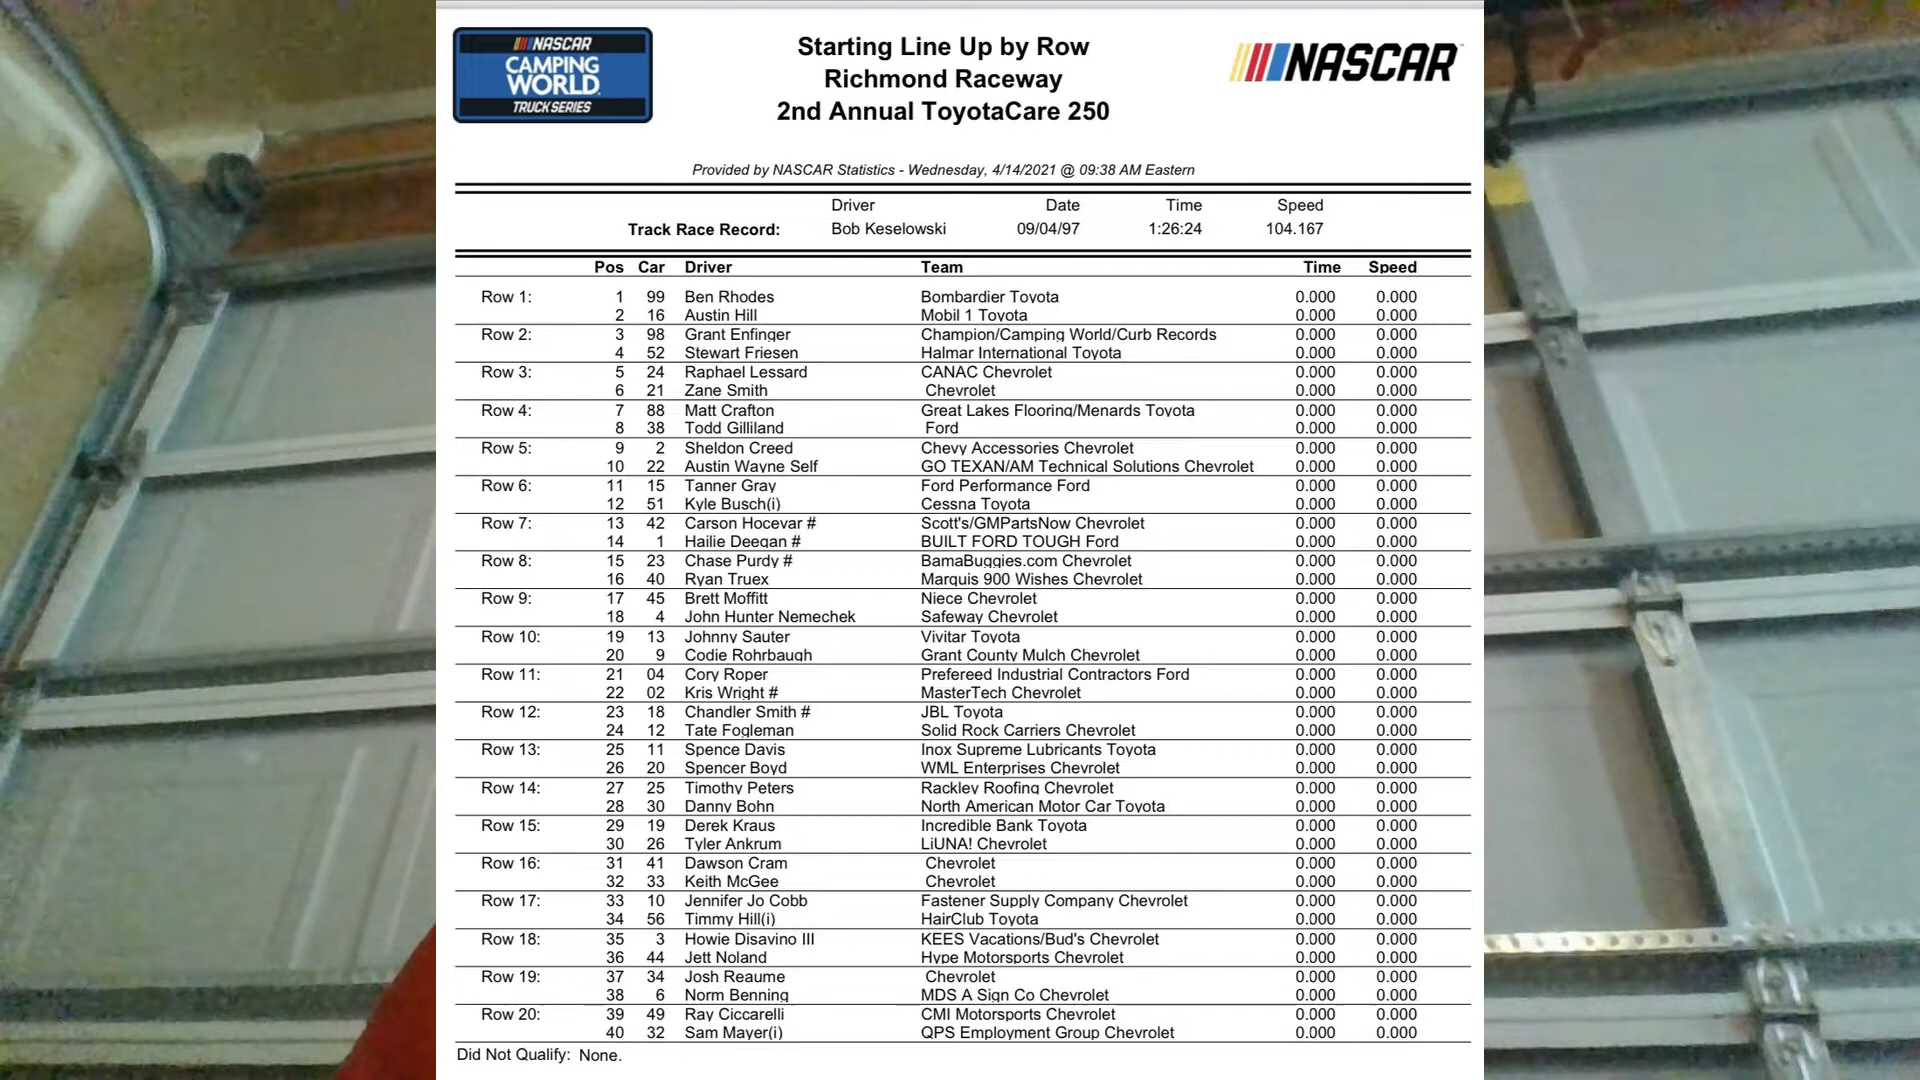 NASCAR
CAMPING
WORLD
TRUCK SERIES
Starting Line Up by Row
Richmond Raceway
2nd Annual ToyotaCare 250
NASCAR
Provided by NASCAR Statistics - Wednesday, 4/14/2021 @ 09:38 AM Eastern
Driver Date Time Speed
Track Race Record: Bob Keselowski 09/04/97 1:26:24 104.167
Pos Car Driver Team Time Speed
Row 1: 1 99 Ben Rhodes Bombardier Toyota 0.000 0.000
2 16 Austin Hill Mobil 1 Toyota 0.000 0.000
Row 2: 3 98 Grant Enfinger Champion/Camping World/Curb Records 0.000 0.000
4 52 Stewart Friesen Halmar International Toyota 0.000 0.000
Row 3: 5 24 Raphael Lessard CANAC Chevrolet 0.000 0.000
6 21 Zane Smith Chevrolet 0.000 0.000
Row 4: 7 88 Matt Crafton Great Lakes Flooring/Menards Toyota 0.000 0.000
8 38 Todd Gilliland Ford 0.000 0.000
Row 5: 9 2 Sheldon Creed Chevy Accessories Chevrolet 0.000 0.000
10 22 Austin Wayne Self GO TEXAN/AM Technical Solutions Chevrolet 0.000 0.000
Row 6: 11 15 Tanner Gray Ford Performance Ford 0.000 0.000
12 51 Kyle Busch(i) Cessna Toyota 0.000 0.000
Row 7: 13 42 Carson Hocevar # Scott's/GMPartsNow Chevrolet 0.000 0.000
14 1 Hailie Deegan # BUILT FORD TOUGH Ford 0.000 0.000
Row 8: 15 23 Chase Purdy # BamaBuggies.com Chevrolet 0.000 0.000
16 40 Ryan Truex Marquis 900 Wishes Chevrolet 0.000 0.000
Row 9: 17 45 Brett Moffitt Niece Chevrolet 0.000 0.000
18 4 John Hunter Nemechek Safeway Chevrolet 0.000 0.000
Row 10: 19 13 Johnny Sauter Vivitar Toyota 0.000 0.000
20 9 Codie Rohrbaugh Grant County Mulch Chevrolet 0.000 0.000
Row 11: 21 04 Cory Roper Prefereed Industrial Contractors Ford 0.000 0.000
22 02 Kris Wright # MasterTech Chevrolet 0.000 0.000
Row 12: 23 18 Chandler Smith # JBL Toyota 0.000 0.000
24 12 Tate Fogleman Solid Rock Carriers Chevrolet 0.000 0.000
Row 13: 25 11 Spence Davis Inox Supreme Lubricants Toyota 0.000 0.000
26 20 Spencer Boyd WML Enterprises Chevrolet 0.000 0.000
Row 14: 27 25 Timothy Peters Rackley Roofing Chevrolet 0.000 0.000
28 30 Danny Bohn North American Motor Car Toyota 0.000 0.000
Row 15: 29 19 Derek Kraus Incredible Bank Toyota 0.000 0.000
30 26 Tyler Ankrum LiUNA! Chevrolet 0.000 0.000
Row 16: 31 41 Dawson Cram Chevrolet 0.000 0.000
32 33 Keith McGee Chevrolet 0.000 0.000
Row 17: 33 10 Jennifer Jo Cobb Fastener Supply Company Chevrolet 0.000 0.000
34 56 Timmy Hill(i) HairClub Toyota 0.000 0.000
Row 18: 35 3 Howie Disavino III KEES Vacations/Bud's Chevrolet 0.000 0.000
36 44 Jett Noland Hype Motorsports Chevrolet 0.000 0.000
Row 19: 37 34 Josh Reaume Chevrolet 0.000 0.000
38 6 Norm Benning MDS A Sign Co Chevrolet 0.000 0.000
Row 20: 39 49 Ray Ciccarelli CMI Motorsports Chevrolet 0.000 0.000
40 32 Sam Mayer(i) QPS Employment Group Chevrolet 0.000 0.000
Did Not Qualify: None.